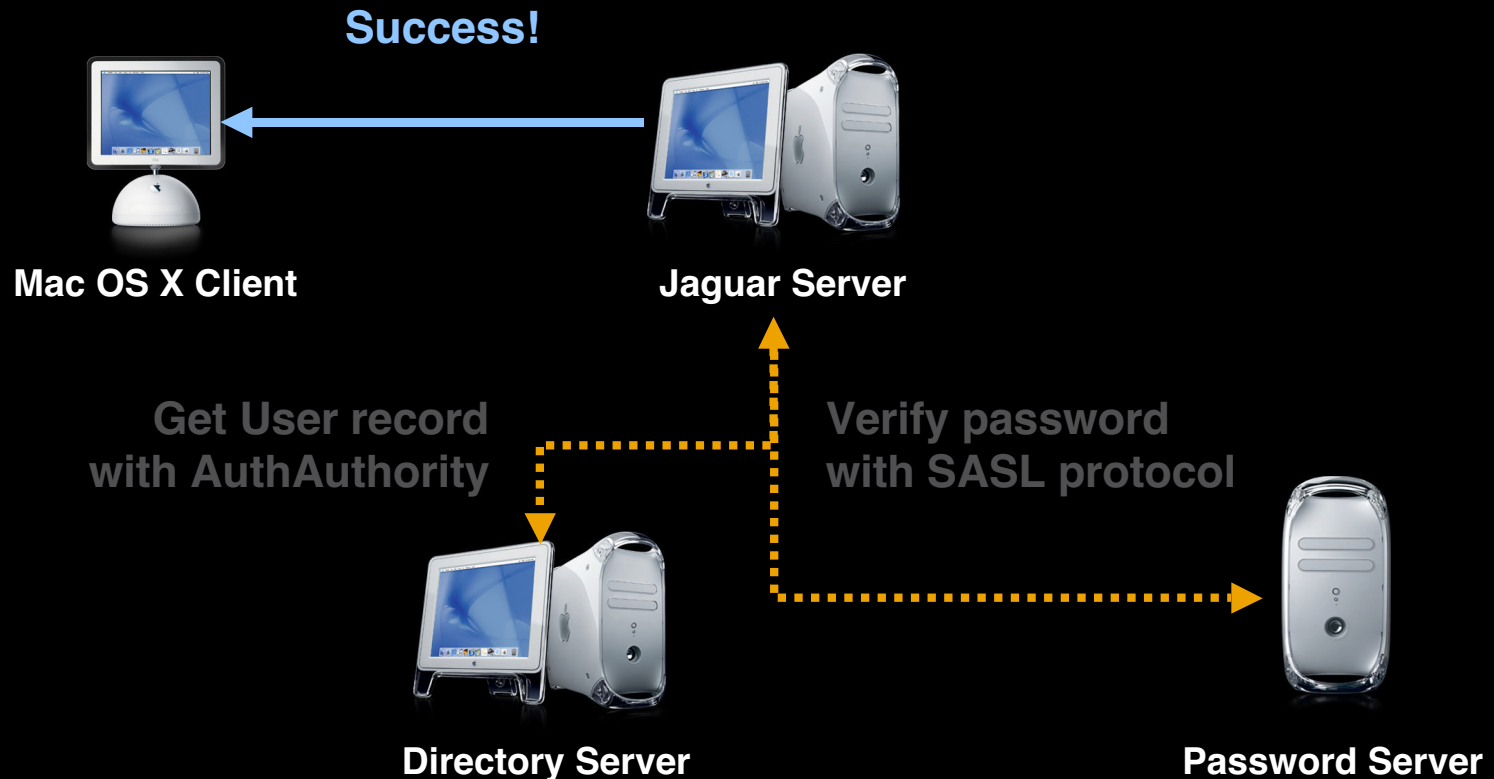 Success!
Mac OS X Client
Jaguar Server
Get User record
with AuthAuthority
Verify password
with SASL protocol
Directory Server
Password Server